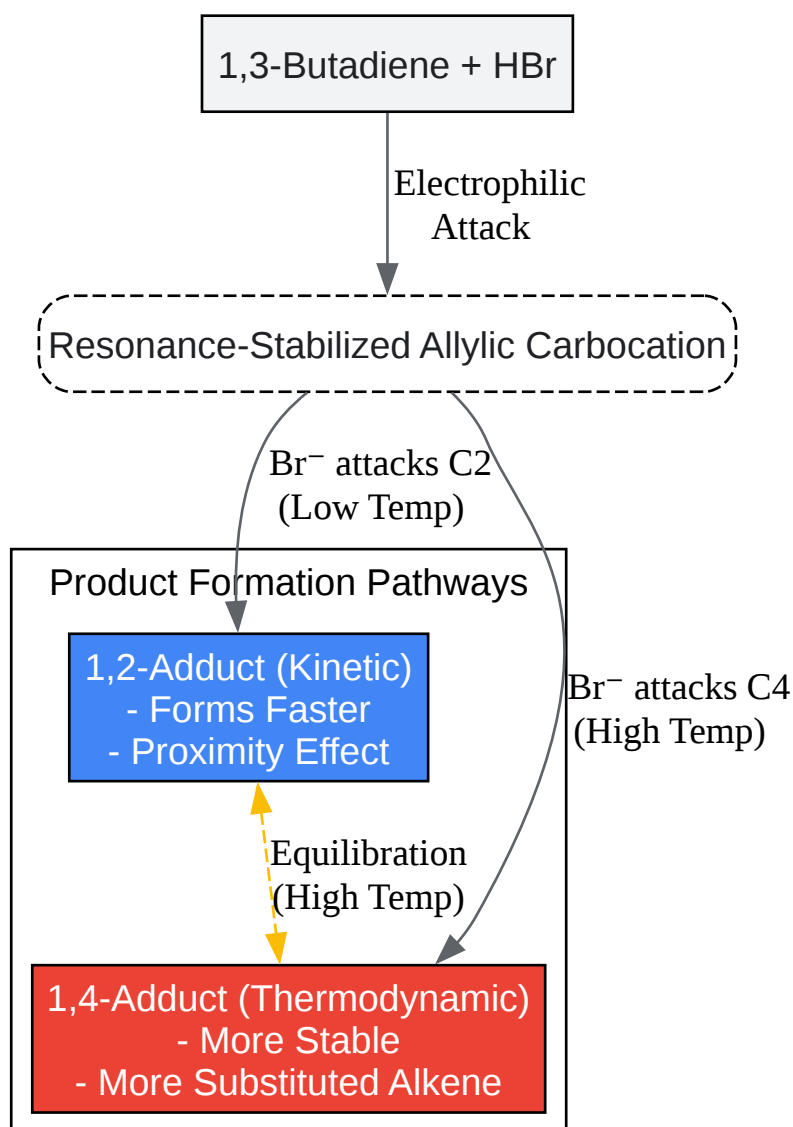 1,3-Butadiene + HBr
Electrophilic
Attack
Resonance-Stabilized Allylic Carbocation
Br⁻ attacks C2
(Low Temp)
Product Formation Pathways
1,2-Adduct (Kinetic)
- Forms Faster
- Proximity Effect
Br⁻ attacks C4
(High Temp)
Equilibration
(High Temp)
1,4-Adduct (Thermodynamic)
- More Stable
- More Substituted Alkene